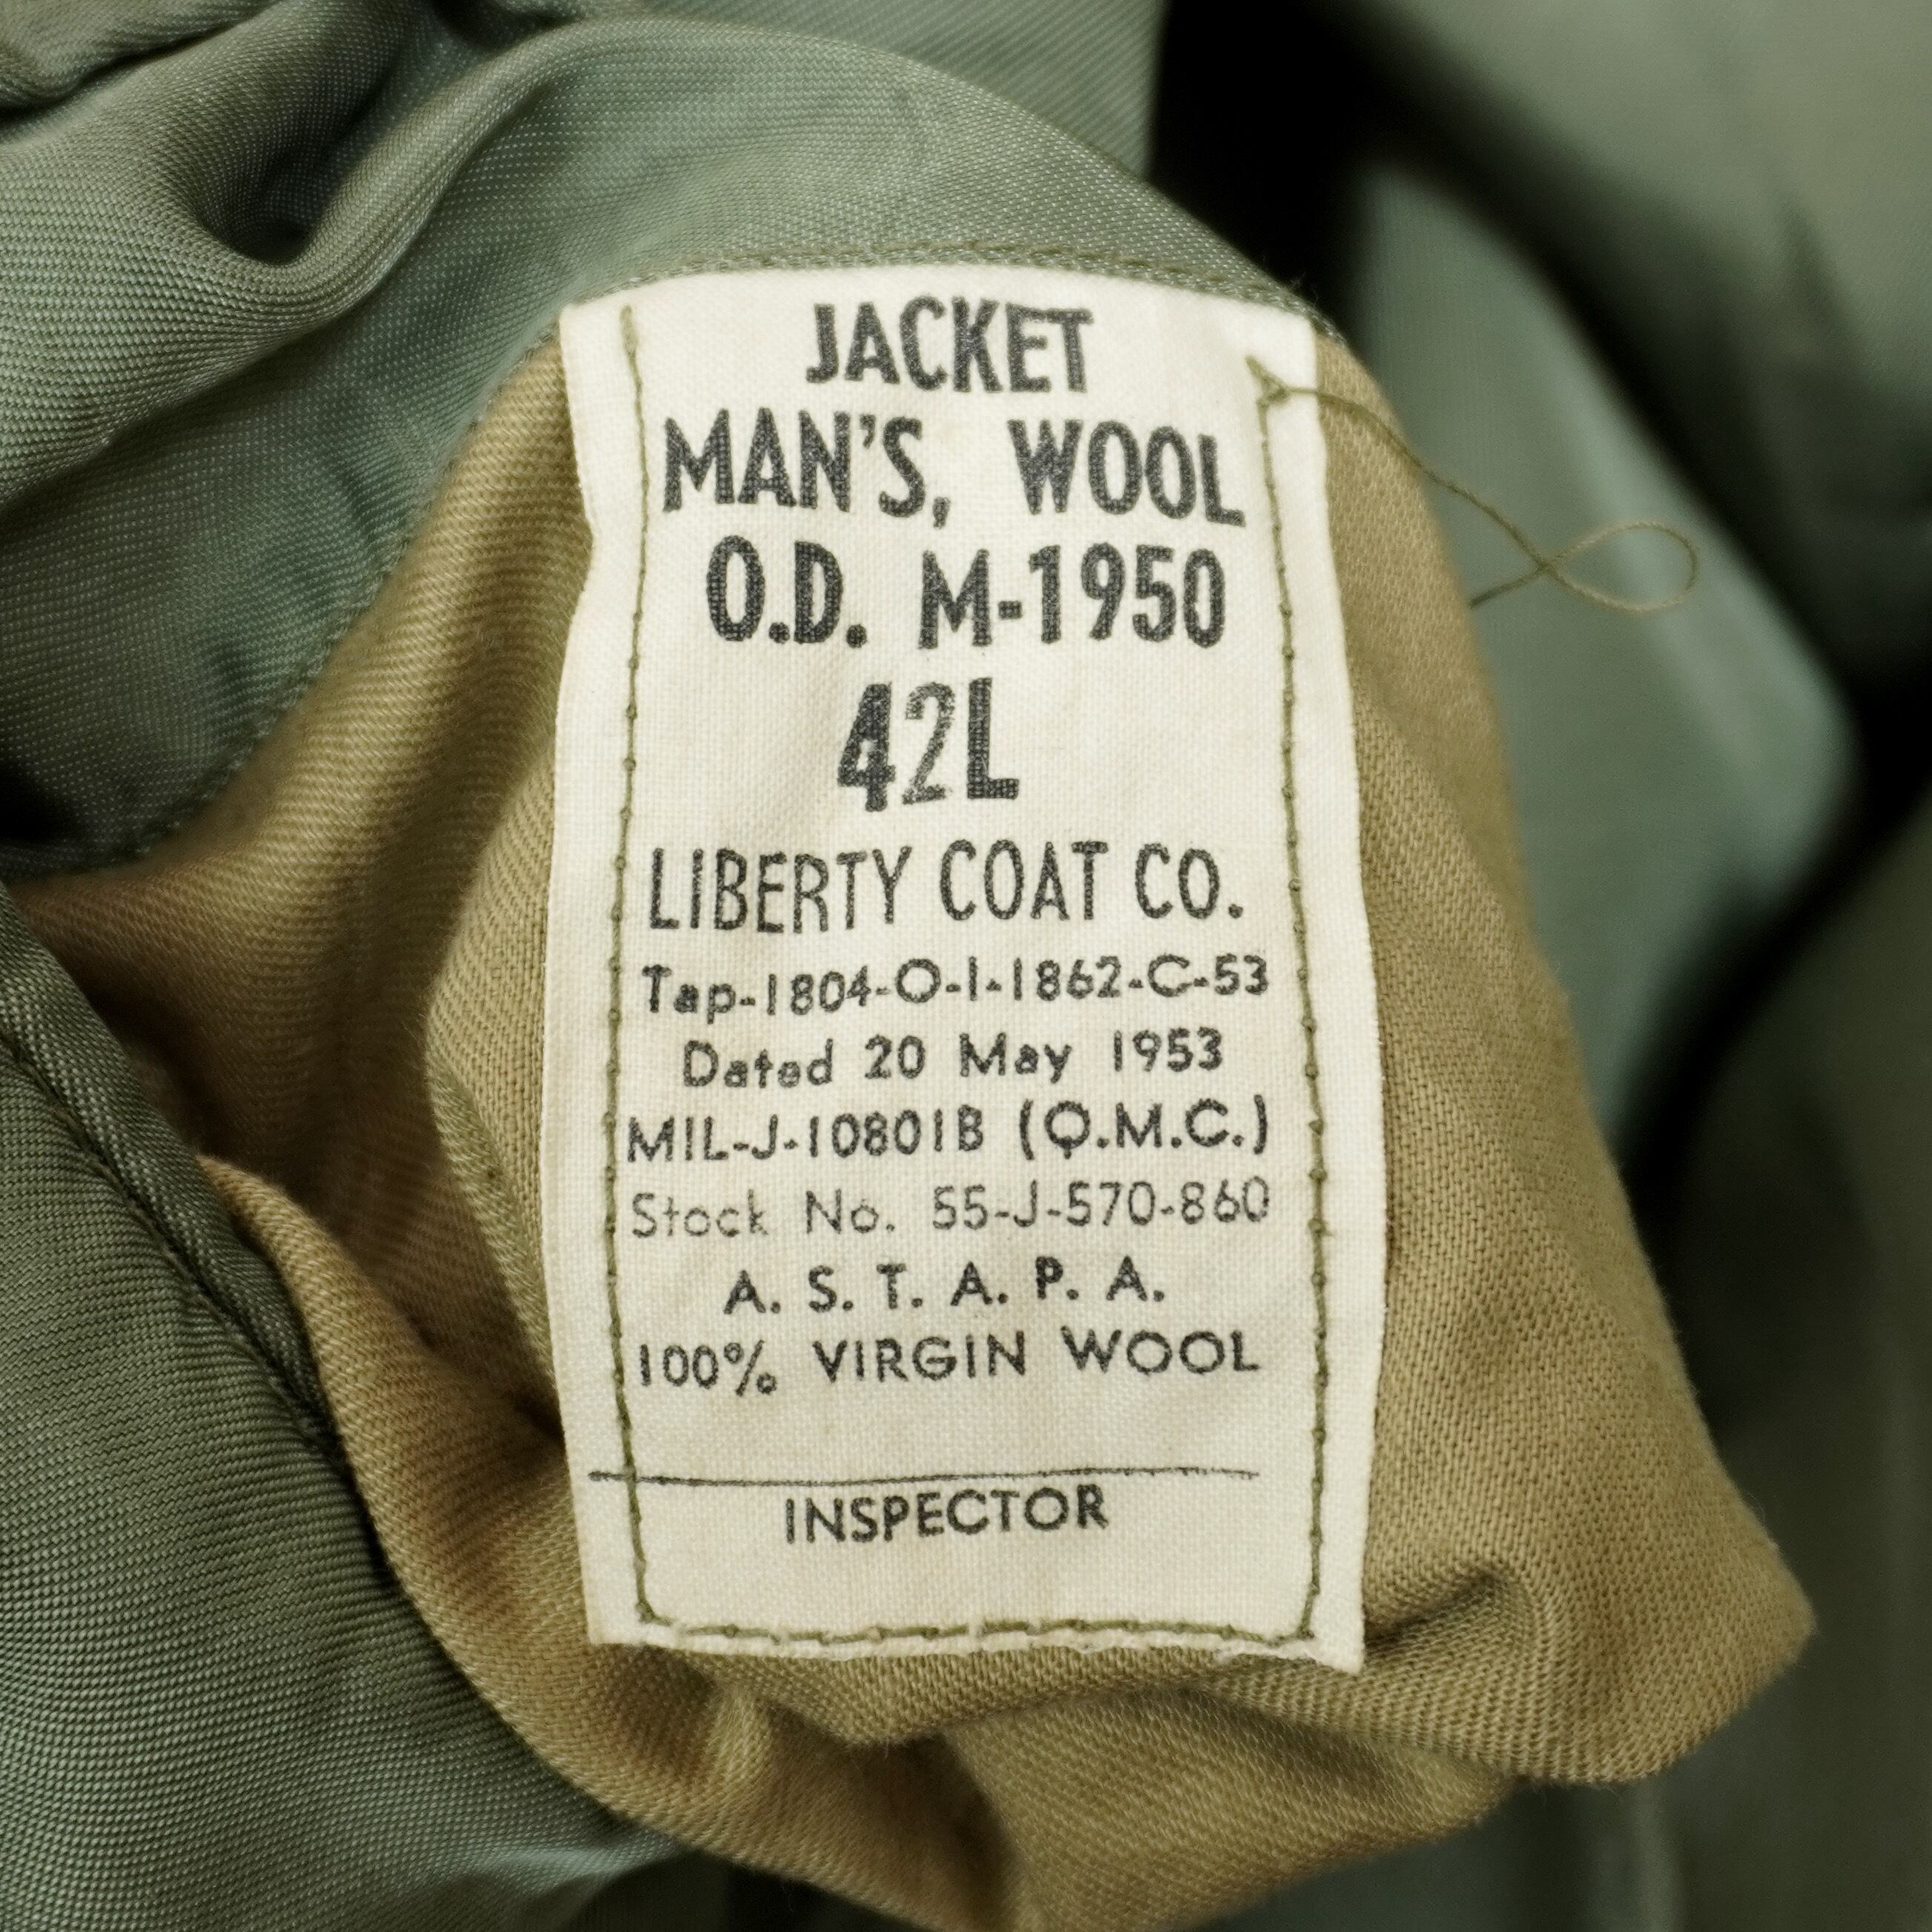 JACKET
MAN'S, WOOL
O.D. M-1950
42L
LIBERTY COAT CO.
Tap-1804-O-I-1862-C-53
Dated 20 May 1953
MIL-J-10801B (Q.M.C.)
Stock No. 55-J-570-860
A. S. T. A. P. A.
100% VIRGIN WOOL
INSPECTOR